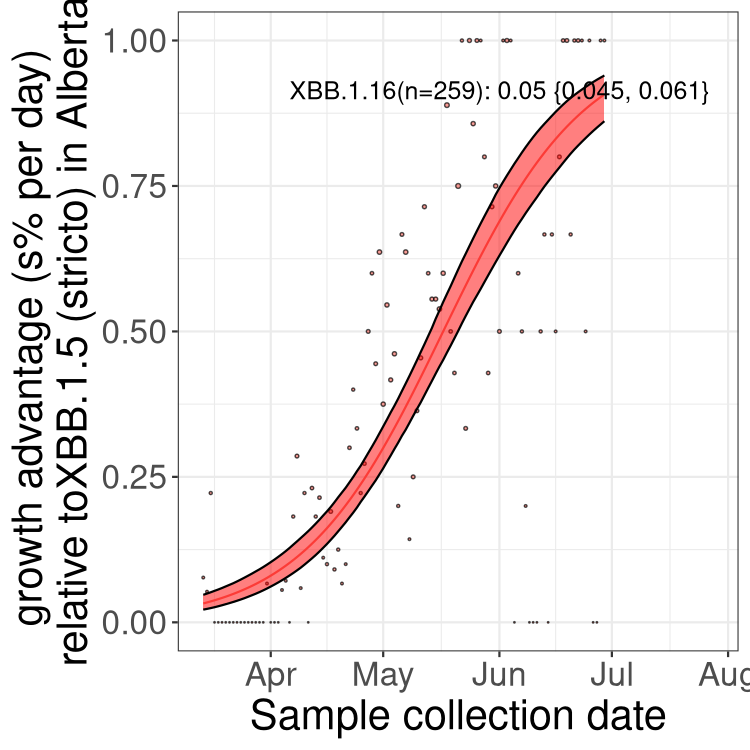 growth advantage (s% per day)
relative toXBB.1.5 (stricto) in Alberta
1.00
0.75
0.50
0.25
0.00
XBB.1.16(n=259): 0.05 {0.045, 0.061}
Apr May Jun Jul Aug
Sample collection date